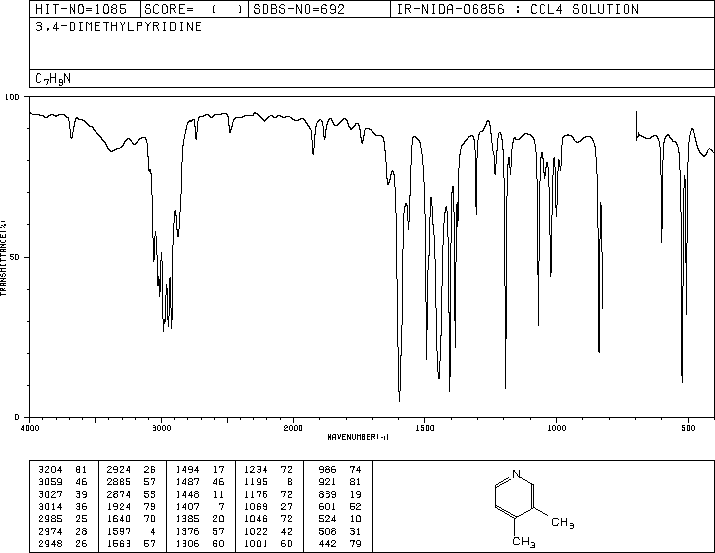 HIT-NO=1085 SCORE= ( ) SDBS-NO=692 IR-NIDA-06856 : CCL4 SOLUTION
3,4-DIMETHYLPYRIDINE
C7H9N
100
50
0
TRANSMITTANCE(%)
4000 3000 2000 1500 1000 500
WAVENUMBER(-1)
3204 81 2924 26 1494 17 1234 72 986 74
3059 46 2865 57 1487 46 1195 8 921 81
3027 39 2874 55 1448 11 1176 72 839 19
3014 36 1924 79 1407 7 1069 27 601 52
2985 25 1640 70 1385 20 1046 72 524 10
2974 28 1597 4 1376 57 1022 42 508 31
2948 26 1563 57 1306 60 1001 60 442 79
N
CH3
CH3